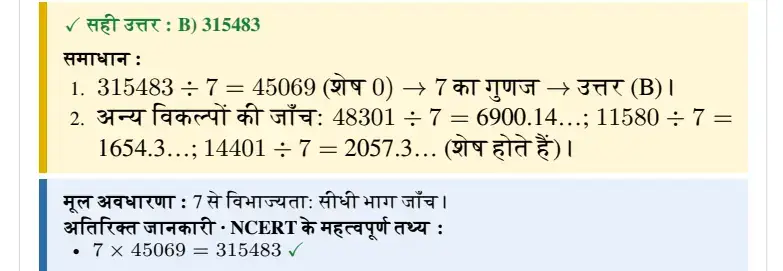 ✓ सही उत्तर : B) 315483
समाधान :
1. 315483 ÷ 7 = 45069 (शेष 0) → 7 का गुणज → उत्तर (B)।
2. अन्य विकल्पों की जाँच: 48301 ÷ 7 = 6900.14...; 11580 ÷ 7 =
1654.3...; 14401 ÷ 7 = 2057.3... (शेष होते हैं)।
मूल अवधारणा : 7 से विभाज्यता: सीधी भाग जाँच।
अतिरिक्त जानकारी · NCERT के महत्वपूर्ण तथ्य :
• 7 × 45069 = 315483 ✓